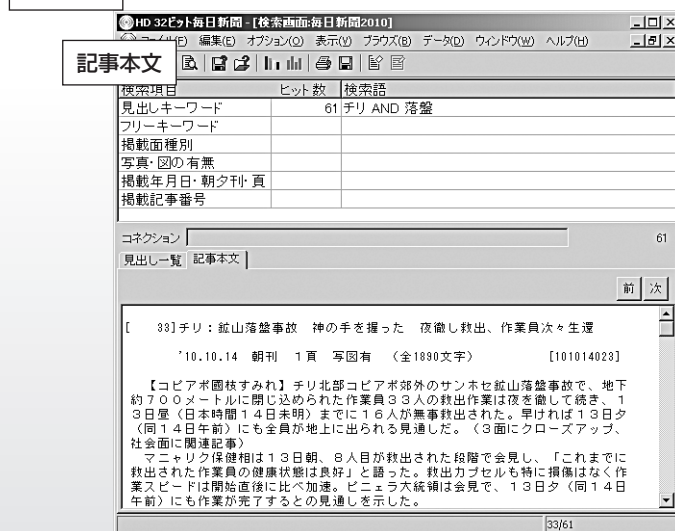 HD 32ビット毎日新聞 - [検索画面:毎日新聞2010]
編集(E) オプション(O) 表示(V) ブラウズ(B) データ(D) ウィンドウ(W) ヘルプ(H)
記事本文
検索項目 ヒット数 検索語
見出しキーワード 61 チリ AND 落盤
フリーキーワード
掲載面種別
写真・図の有無
掲載年月日・朝夕刊・頁
掲載記事番号
コネクション 61
見出し一覧 記事本文
前 次
[ 33]チリ:鉱山落盤事故 神の手を握った 夜徹し救出、作業員次々生還
'10.10.14 朝刊 1頁 写図有 (全1890文字) [101014023]
【コピアポ國枝すみれ】チリ北部コピアポ郊外のサンホセ鉱山落盤事故で、地下
約700メートルに閉じ込められた作業員33人の救出作業は夜を徹して続き、1
3日昼(日本時間14日未明)までに16人が無事救出された。早ければ13日夕
(同14日午前)にも全員が地上に出られる見通しだ。(3面にクローズアップ、
社会面に関連記事)
マニャリク保健相は13日朝、8人目が救出された段階で会見し、「これまでに
救出された作業員の健康状態は良好」と語った。救出カプセルも特に損傷はなく作
業スピードは開始直後に比べ加速。ピニェラ大統領は会見で、13日夕(同14日
午前)にも作業が完了するとの見通しを示した。
33/61